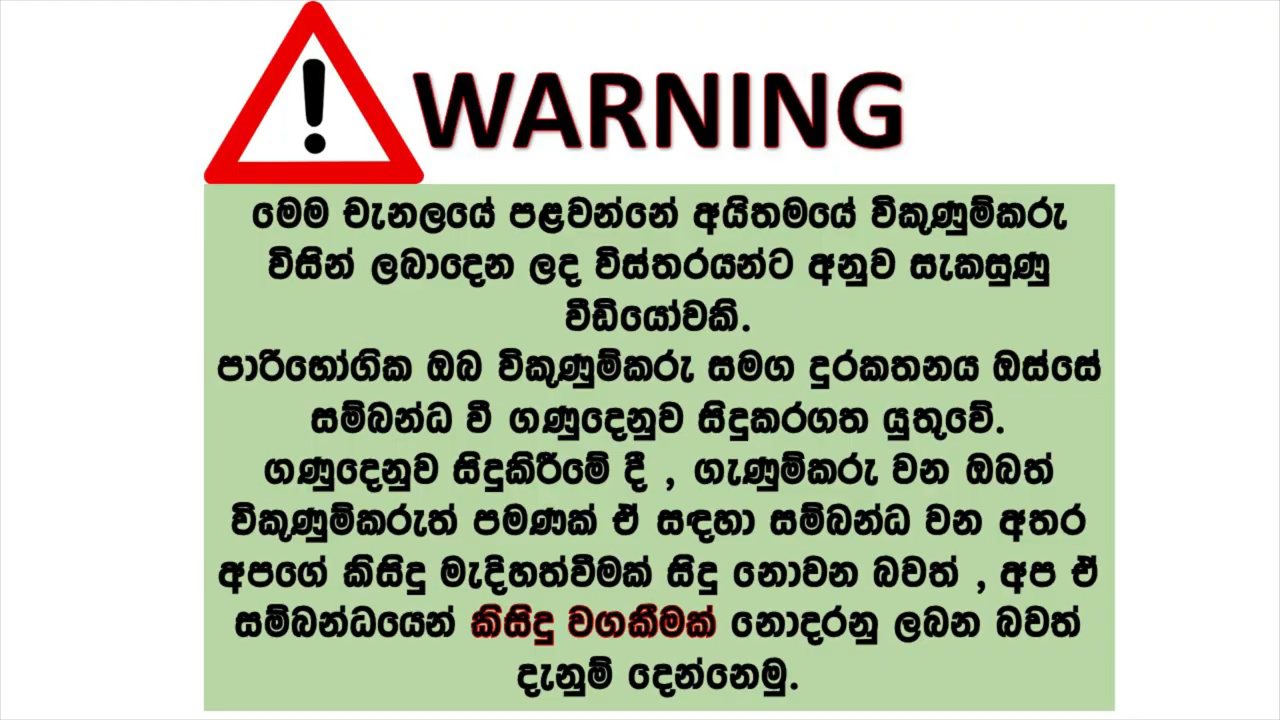 WARNING
මෙම චැනලයේ පළවන්නේ අයිතමයේ විකුණුම්කරු
විසින් ලබාදෙන ලද විස්තරයන්ට අනුව සැකසුණු
වීඩියෝවකි.
පාරිභෝගික ඔබ විකුණුම්කරු සමග දුරකතනය ඔස්සේ
සම්බන්ධ වී ගණුදෙනුව සිදුකරගත යුතුවේ.
ගණුදෙනුව සිදුකිරීමේ දී , ගැණුම්කරු වන ඔබත්
විකුණුම්කරුත් පමණක් ඒ සඳහා සම්බන්ධ වන අතර
අපගේ කිසිදු මැදිහත්වීමක් සිදු නොවන බවත් , අප ඒ
සම්බන්ධයෙන් කිසිදු වගකීමක් නොදරනු ලබන බවත්
දැනුම් දෙන්නෙමු.